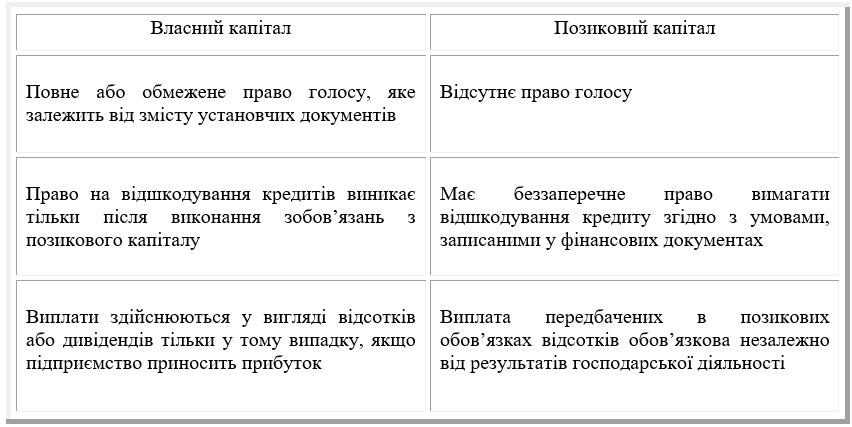 Власний капітал
Позиковий капітал
Повне або обмежене право голосу, яке
залежить від змісту установчих документів
Відсутнє право голосу
Право на відшкодування кредитів виникає
тільки після виконання зобов’язань з
позикового капіталу
Має беззаперечне право вимагати
відшкодування кредиту згідно з умовами,
записаними у фінансових документах
Виплати здійснюються у вигляді відсотків
або дивідендів тільки у тому випадку, якщо
підприємство приносить прибуток
Виплата передбачених в позикових
обов’язках відсотків обов’язкова незалежно
від результатів господарської діяльності